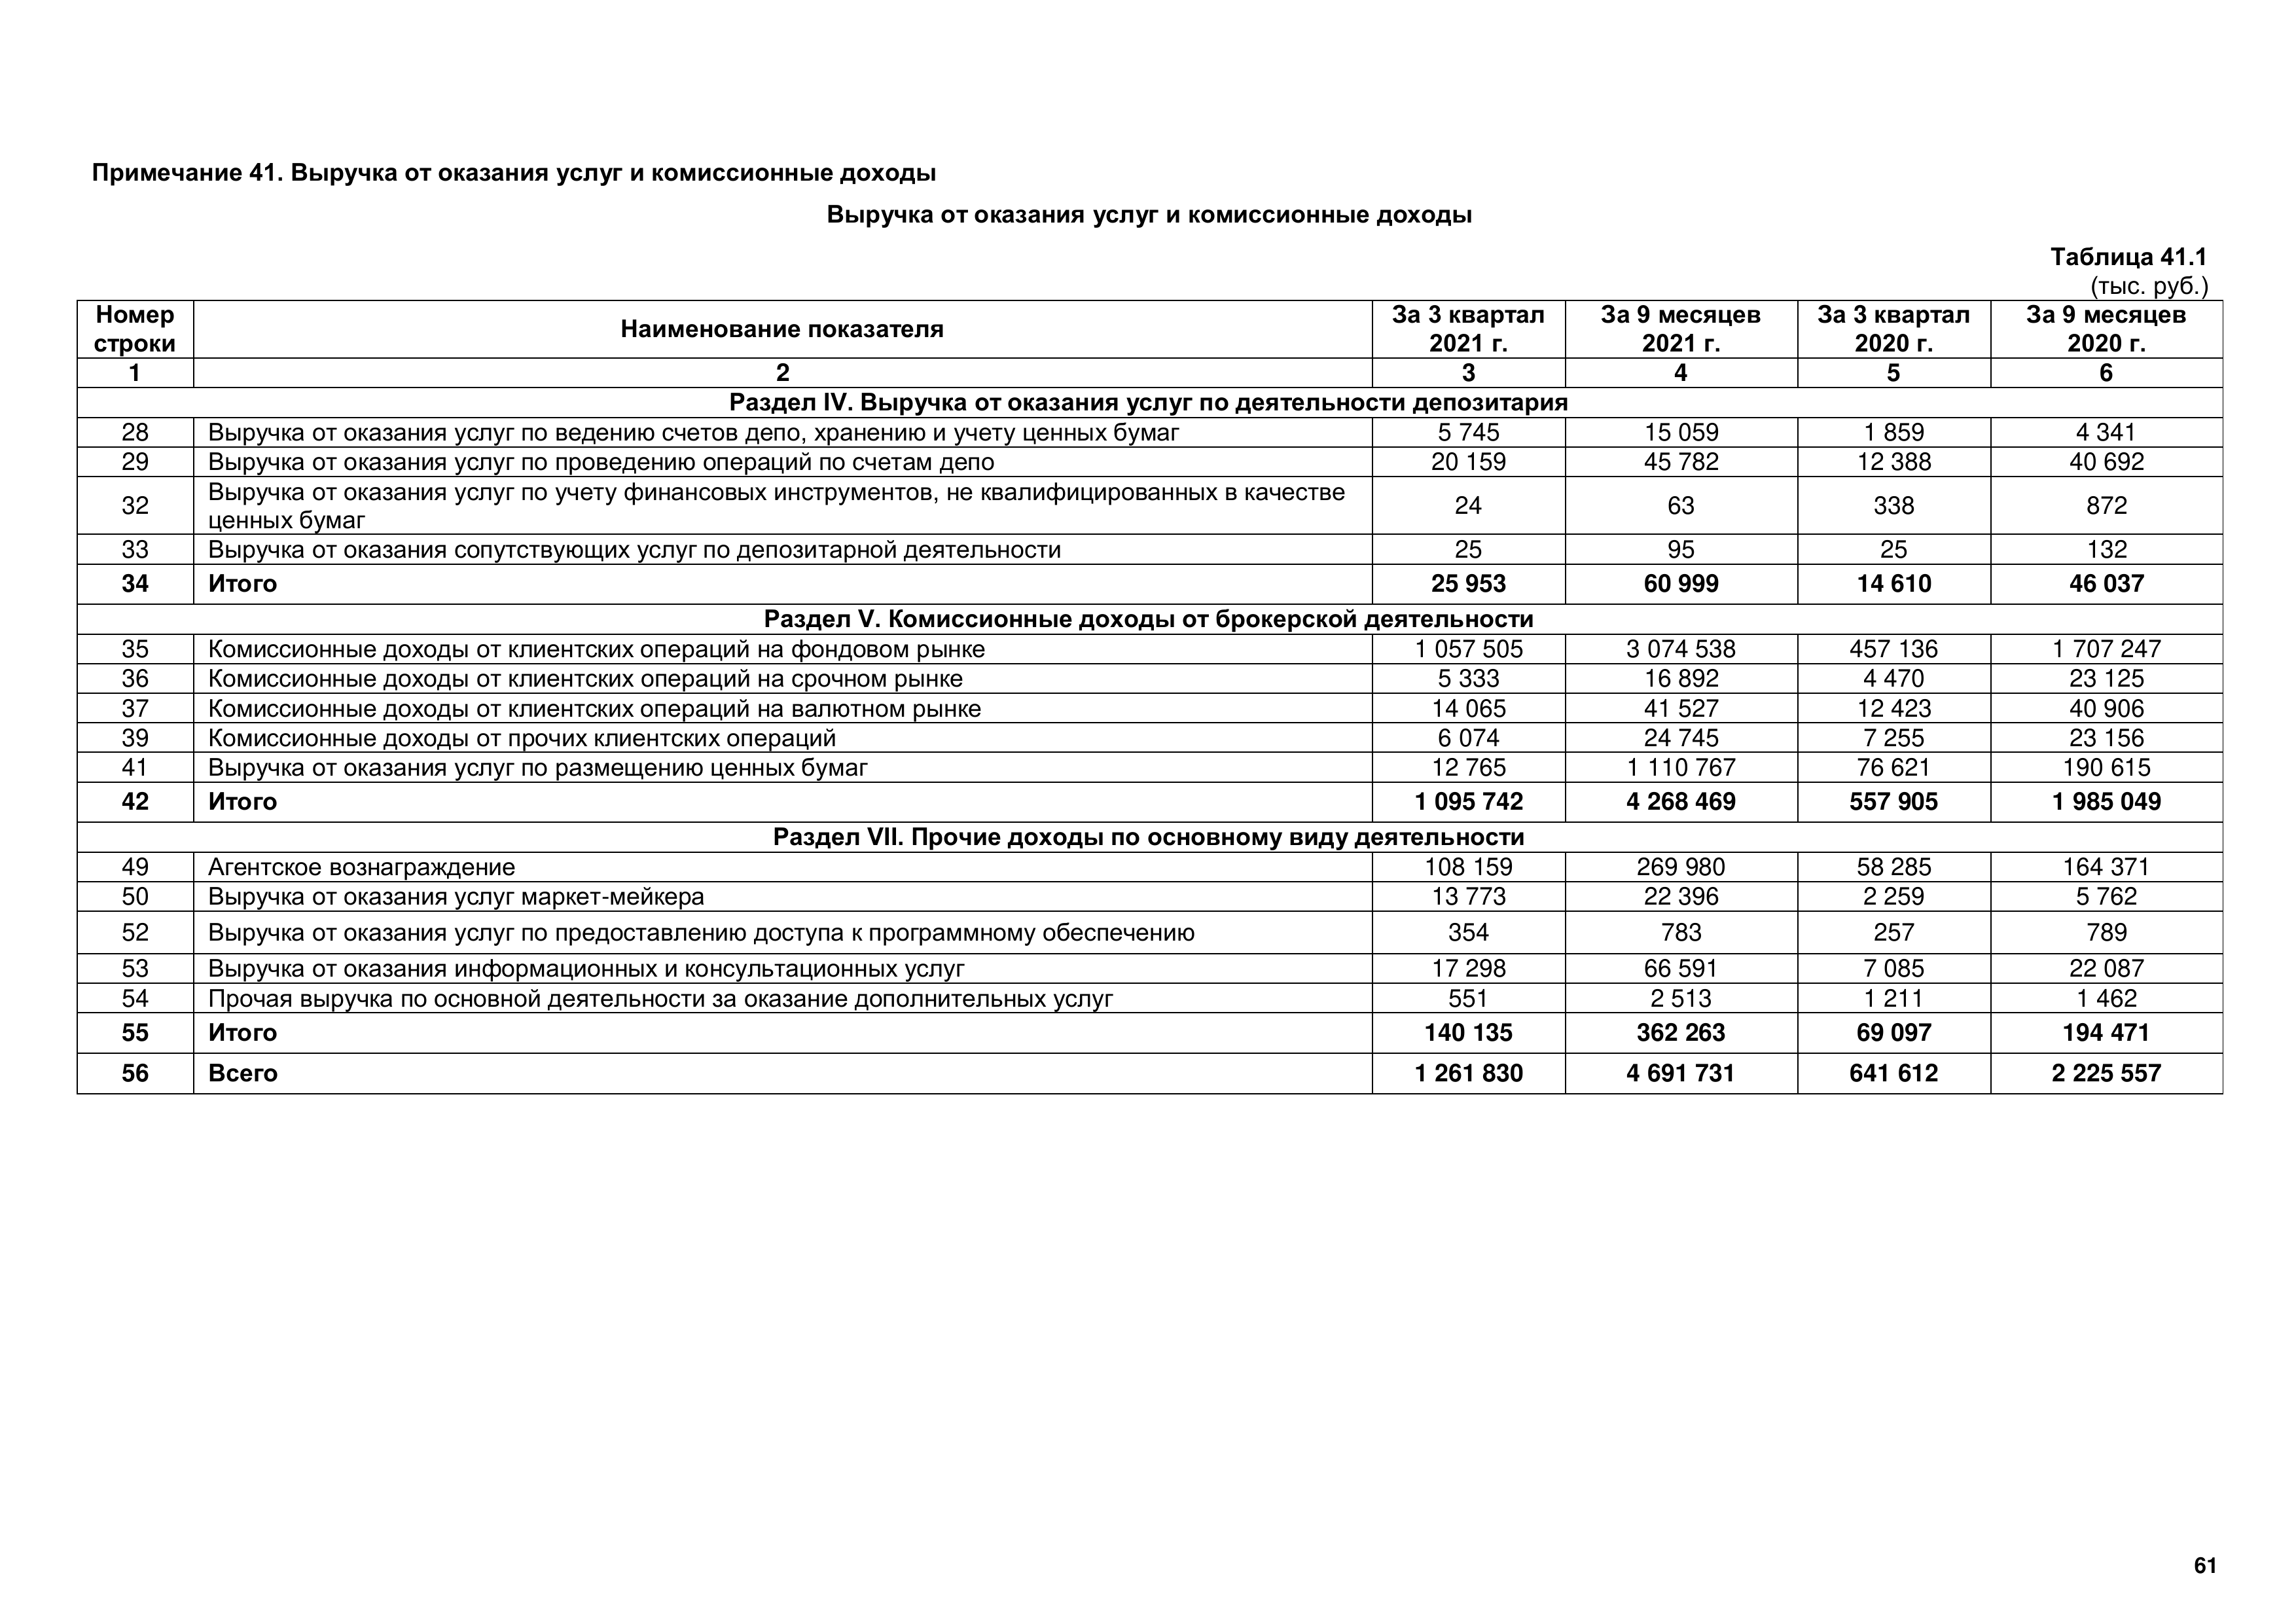 Примечание 41. Выручка от оказания услуг и комиссионные доходы
Выручка от оказания услуг и комиссионные доходы
Таблица 41.1
(тыс. руб.)
Номер строки Наименование показателя За 3 квартал 2021 г. За 9 месяцев 2021 г. За 3 квартал 2020 г. За 9 месяцев 2020 г.
1 2 3 4 5 6
Раздел IV. Выручка от оказания услуг по деятельности депозитария
28 Выручка от оказания услуг по ведению счетов депо, хранению и учету ценных бумаг 5 745 15 059 1 859 4 341
29 Выручка от оказания услуг по проведению операций по счетам депо 20 159 45 782 12 388 40 692
32 Выручка от оказания услуг по учету финансовых инструментов, не квалифицированных в качестве ценных бумаг 24 63 338 872
33 Выручка от оказания сопутствующих услуг по депозитарной деятельности 25 95 25 132
34 Итого 25 953 60 999 14 610 46 037
Раздел V. Комиссионные доходы от брокерской деятельности
35 Комиссионные доходы от клиентских операций на фондовом рынке 1 057 505 3 074 538 457 136 1 707 247
36 Комиссионные доходы от клиентских операций на срочном рынке 5 333 16 892 4 470 23 125
37 Комиссионные доходы от клиентских операций на валютном рынке 14 065 41 527 12 423 40 906
39 Комиссионные доходы от прочих клиентских операций 6 074 24 745 7 255 23 156
41 Выручка от оказания услуг по размещению ценных бумаг 12 765 1 110 767 76 621 190 615
42 Итого 1 095 742 4 268 469 557 905 1 985 049
Раздел VII. Прочие доходы по основному виду деятельности
49 Агентское вознаграждение 108 159 269 980 58 285 164 371
50 Выручка от оказания услуг маркет-мейкера 13 773 22 396 2 259 5 762
52 Выручка от оказания услуг по предоставлению доступа к программному обеспечению 354 783 257 789
53 Выручка от оказания информационных и консультационных услуг 17 298 66 591 7 085 22 087
54 Прочая выручка по основной деятельности за оказание дополнительных услуг 551 2 513 1 211 1 462
55 Итого 140 135 362 263 69 097 194 471
56 Всего 1 261 830 4 691 731 641 612 2 225 557
61